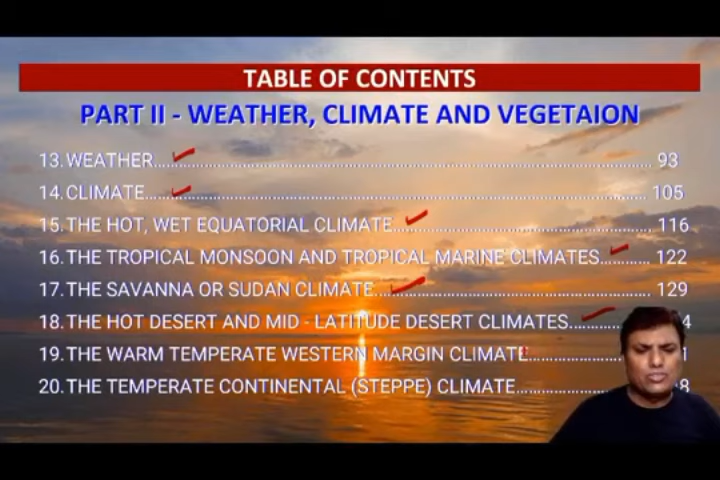 TABLE OF CONTENTS
PART II - WEATHER, CLIMATE AND VEGETAION
13.WEATHER.......................................................................................... 93
14.CLIMATE........................................................................................... 105
15.THE HOT, WET EQUATORIAL CLIMATE.............................................. 116
16.THE TROPICAL MONSOON AND TROPICAL MARINE CLIMATES.......... 122
17.THE SAVANNA OR SUDAN CLIMATE.................................................. 129
18.THE HOT DESERT AND MID - LATITUDE DESERT CLIMATES..........
19.THE WARM TEMPERATE WESTERN MARGIN CLIMATE..................
20.THE TEMPERATE CONTINENTAL (STEPPE) CLIMATE....................